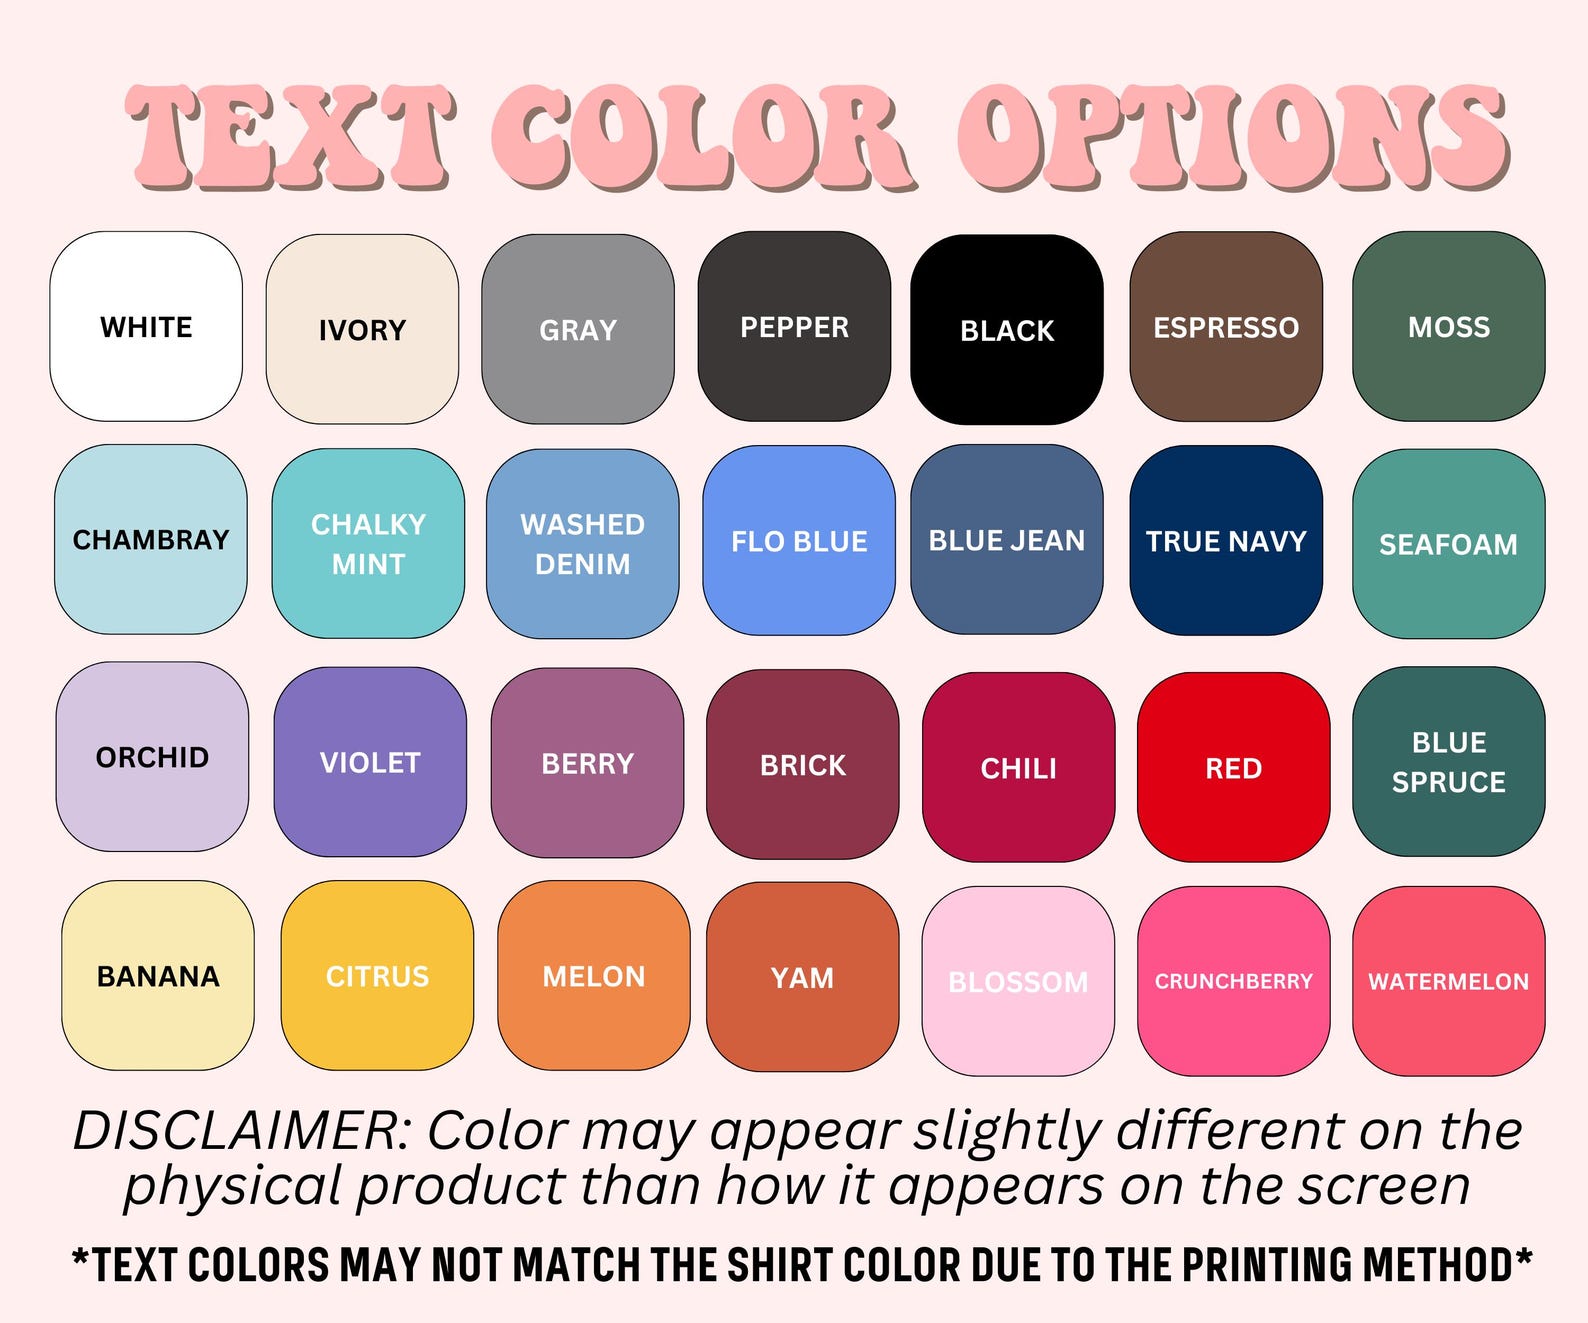 TEXT COLOR OPTIONS
WHITE
IVORY
GRAY
PEPPER
BLACK
ESPRESSO
MOSS
CHAMBRAY
CHALKY
MINT
WASHED
DENIM
FLO BLUE
BLUE JEAN
TRUE NAVY
SEAFOAM
ORCHID
VIOLET
BERRY
BRICK
CHILI
RED
BLUE
SPRUCE
BANANA
CITRUS
MELON
YAM
BLOSSOM
CRUNCHBERRY
WATERMELON
DISCLAIMER: Color may appear slightly different on the
physical product than how it appears on the screen
*TEXT COLORS MAY NOT MATCH THE SHIRT COLOR DUE TO THE PRINTING METHOD*